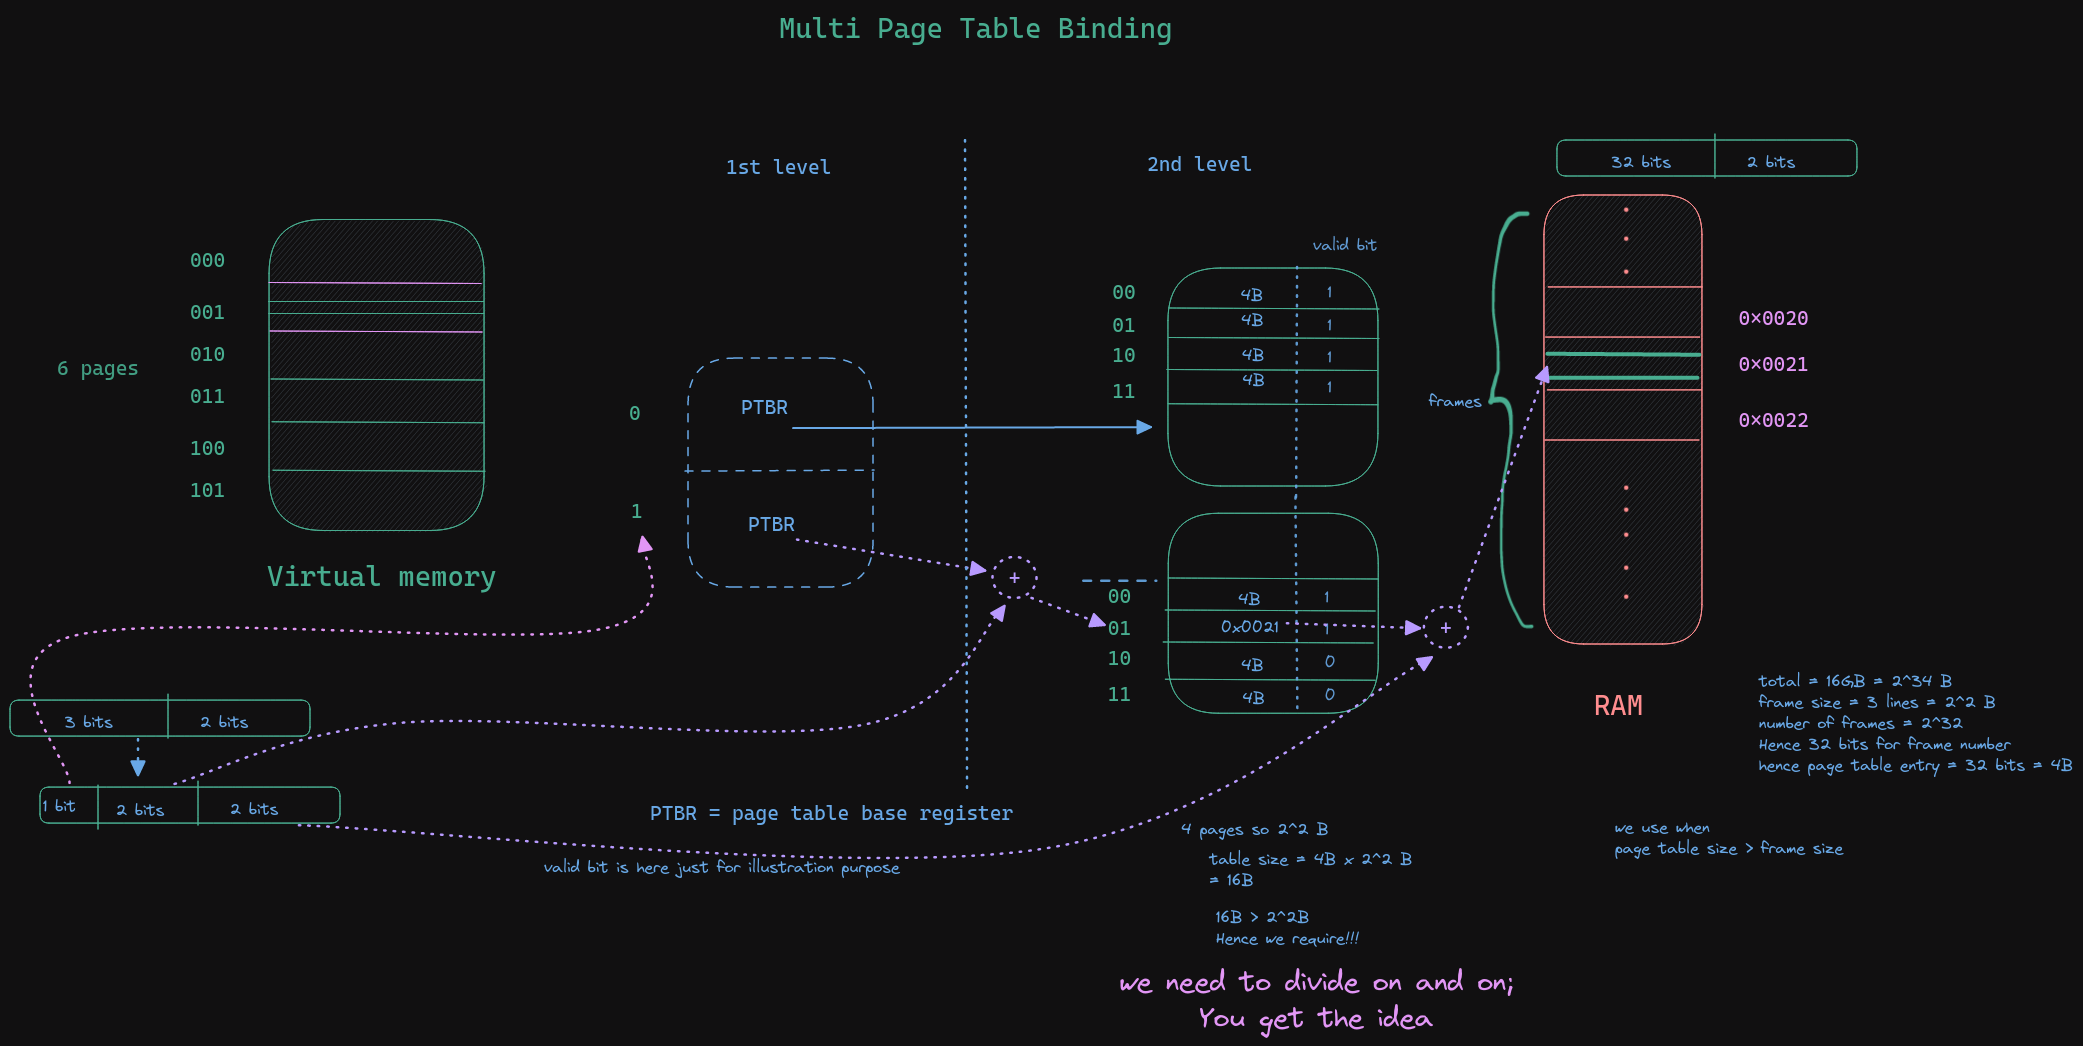 Multi Page Table Binding
1st level
2nd level
32 bits
2 bits
valid bit
000
001
010
011
100
101
6 pages
Virtual memory
0
PTBR
1
PTBR
00
4B
1
01
4B
1
10
4B
1
11
4B
1
00
4B
1
01
0x0021
1
10
4B
0
11
4B
0
+
+
frames
0x0020
0x0021
0x0022
RAM
3 bits
2 bits
1 bit
2 bits
2 bits
PTBR = page table base register
valid bit is here just for illustration purpose
total = 16GB = 2^34 B
frame size = 3 lines = 2^2 B
number of frames = 2^32
Hence 32 bits for frame number
hence page table entry = 32 bits = 4B
4 pages so 2^2 B
table size = 4B x 2^2 B
= 16B
16B > 2^2B
Hence we require!!!
we use when
page table size > frame size
we need to divide on and on;
You get the idea